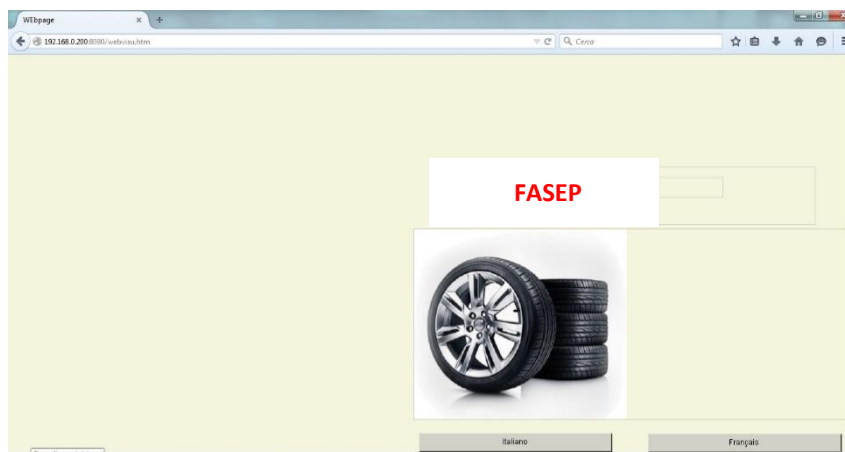 WEbpage
192.168.0.200:8080/webvisu.htm
Cerca
FASEP
Italiano
Français